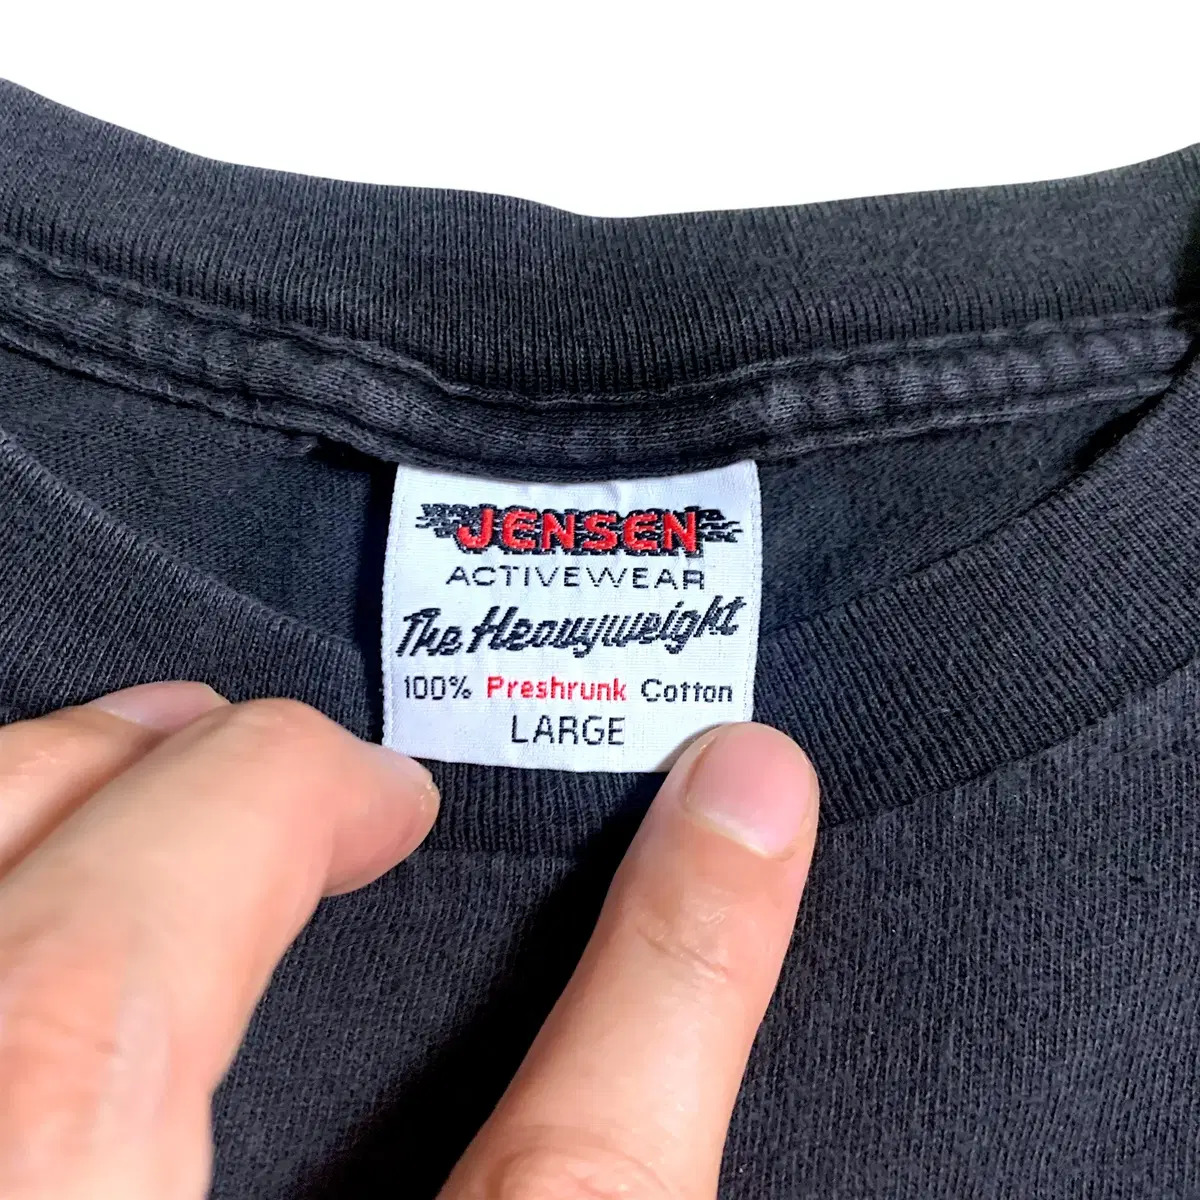 JENSEN
ACTIVEWEAR
The Heavyweight
100% Preshrunk Cotton
LARGE